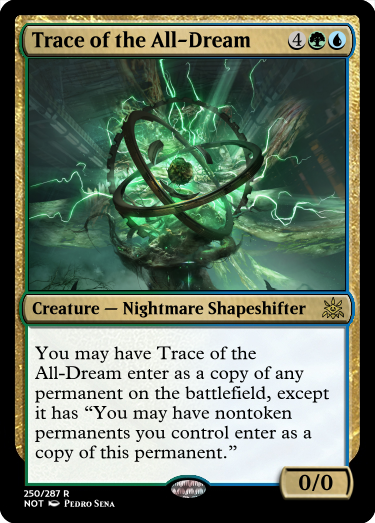 Trace of the All-Dream 4
Creature — Nightmare Shapeshifter
You may have Trace of the
All-Dream enter as a copy of any
permanent on the battlefield, except
it has “You may have nontoken
permanents you control enter as a
copy of this permanent.”
0/0
250/287 R
NOT Pedro Sena